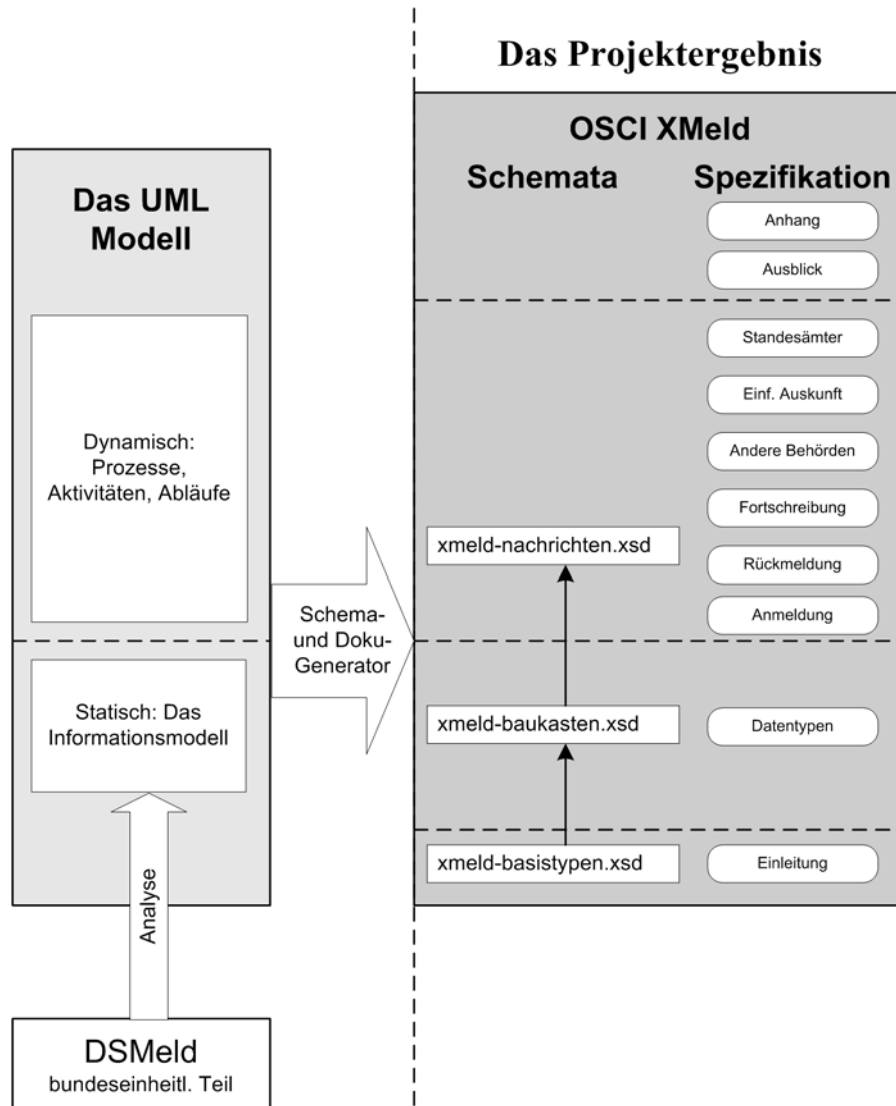 Das Projektergebnis
Das UML
Modell
Dynamisch:
Prozesse,
Aktivitäten, Abläufe
Statisch: Das
Informationsmodell
Analyse
DSMeld
bundeseinheitl. Teil
Schema-
und Doku-
Generator
OSCI XMeld
Schemata
xmeld-nachrichten.xsd
xmeld-baukasten.xsd
xmeld-basistypen.xsd
Spezifikation
Anhang
Ausblick
Standesämter
Einf. Auskunft
Andere Behörden
Fortschreibung
Rückmeldung
Anmeldung
Datentypen
Einleitung